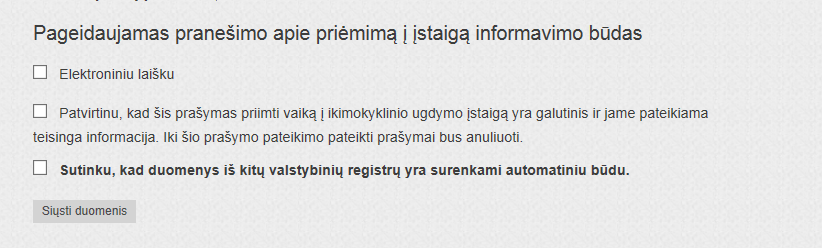 Pageidaujamas pranešimo apie priėmimą į įstaigą informavimo būdas
Elektroniniu laišku
Patvirtinu, kad šis prašymas priimti vaiką į ikimokyklinio ugdymo įstaigą yra galutinis ir jame pateikiama
teisinga informacija. Iki šio prašymo pateikimo pateikti prašymai bus anuliuoti.
Sutinku, kad duomenys iš kitų valstybinių registrų yra surenkami automatiniu būdu.
Siųsti duomenis